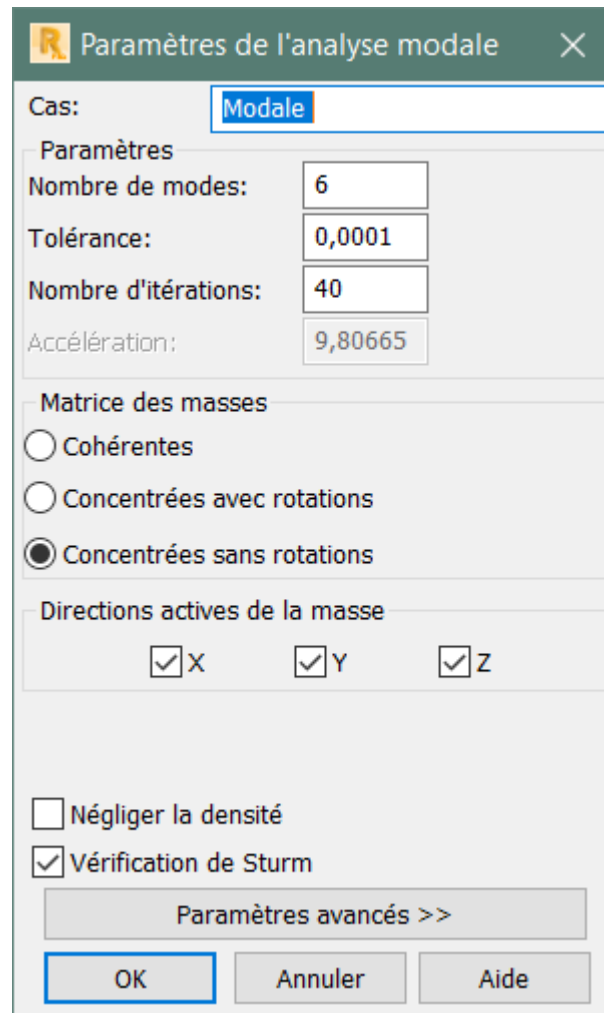 Paramètres de l'analyse modale
Cas: Modale
Paramètres
Nombre de modes: 6
Tolérance: 0,0001
Nombre d'itérations: 40
Accélération: 9,80665
Matrice des masses
Cohérentes
Concentrées avec rotations
Concentrées sans rotations
Directions actives de la masse
X Y Z
Négliger la densité
Vérification de Sturm
Paramètres avancés >>
OK Annuler Aide